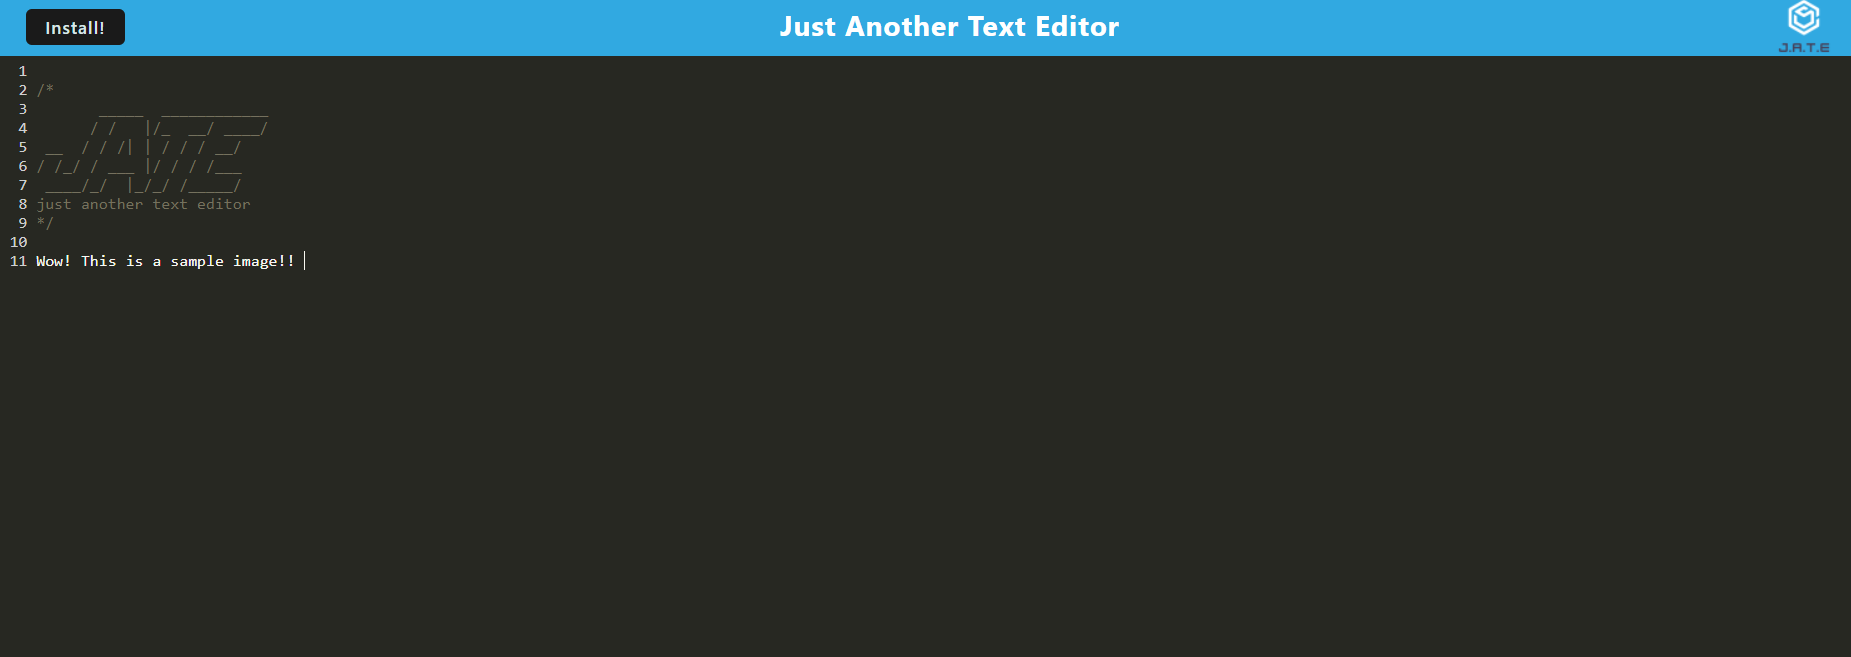 Install!
Just Another Text Editor
J.A.T.E
1
2 /*
3        _____  ____________
4       / /   |/_  __/ ____/
5  __  / / /| | / / / __/
6 / /_/ / ___ |/ / / /___
7  ____/_/  |_/_/ /_____/
8 just another text editor
9 */
10
11 Wow! This is a sample image!!